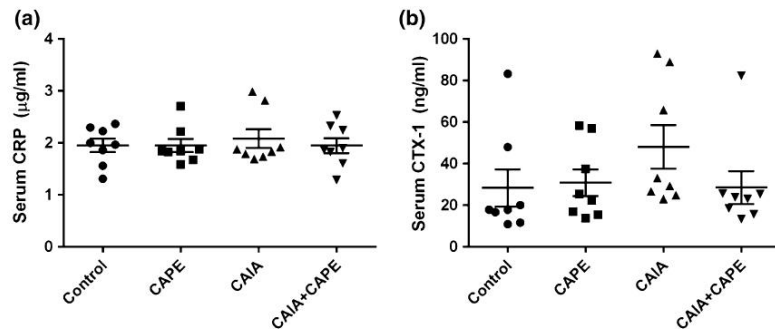 (a)
Serum CRP (μg/ml)
4
3
2
1
0
Control
CAPE
CAIA
CAIA+CAPE
(b)
Serum CTX-1 (ng/ml)
100
80
60
40
20
0
Control
CAPE
CAIA
CAIA+CAPE